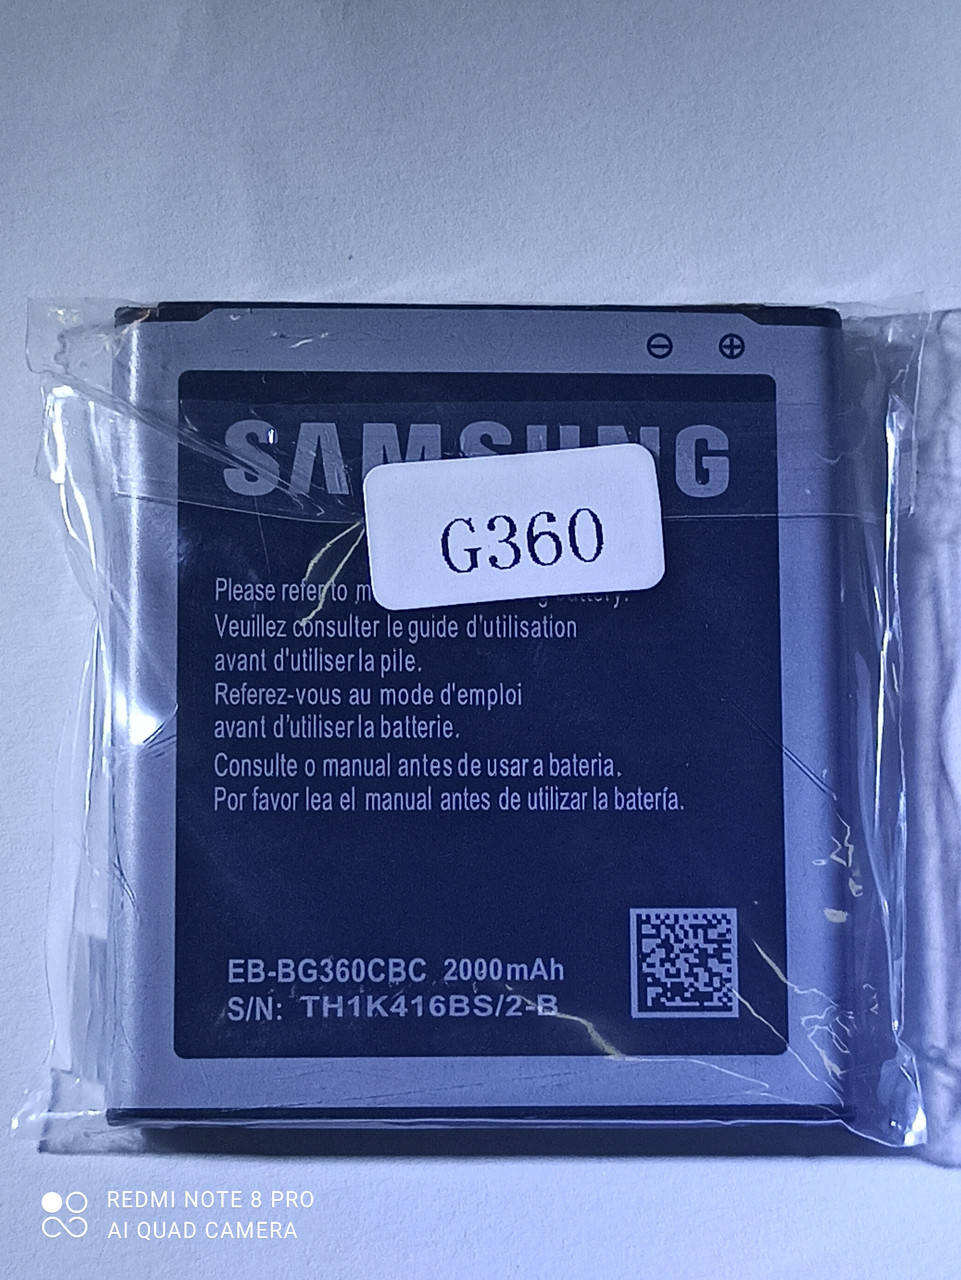 ⊖ ⊕
SAMSUNG
G360
Please refer to
battery.
Veuillez consulter le guide d'utilisation
avant d'utiliser la pile.
Referez-vous au mode d'emploi
avant d'utiliser la batterie.
Consulte o manual antes de usar a bateria.
Por favor lea el manual antes de utilizar la batería.
EB-BG360CBC 2000mAh
S/N: TH1K416BS/2-B
REDMI NOTE 8 PRO
AI QUAD CAMERA